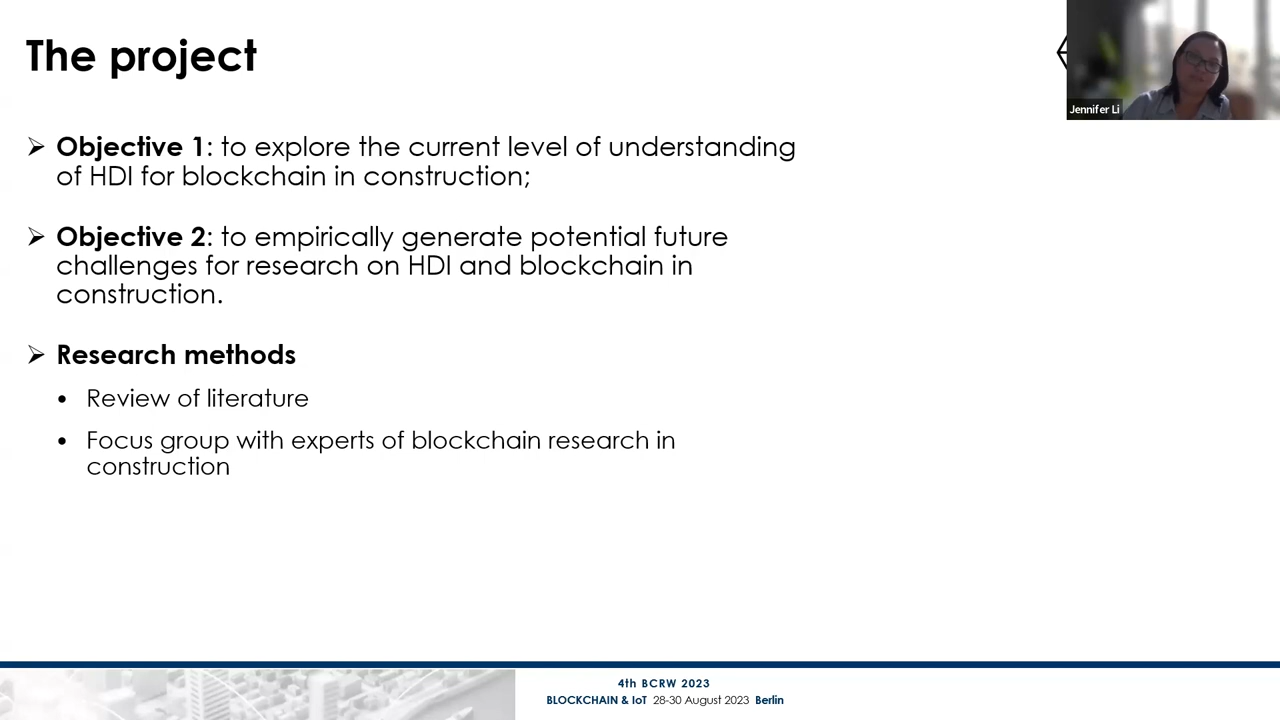 The project
Jennifer Li
➢ Objective 1: to explore the current level of understanding
of HDI for blockchain in construction;
➢ Objective 2: to empirically generate potential future
challenges for research on HDI and blockchain in
construction.
➢ Research methods
• Review of literature
• Focus group with experts of blockchain research in
construction
4th BCRW 2023
BLOCKCHAIN & IoT 28-30 August 2023 Berlin